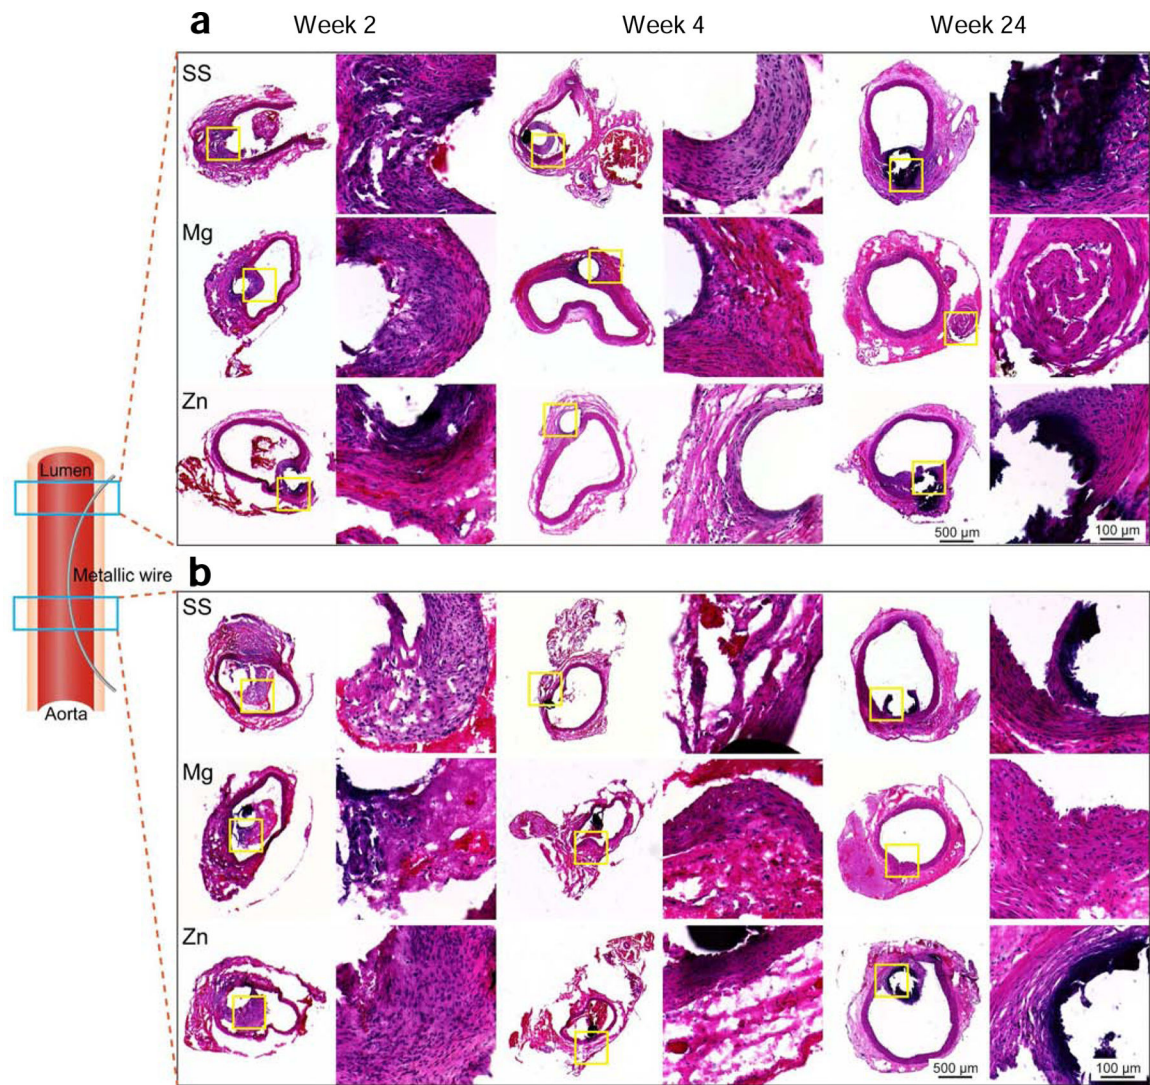 a
Week 2 Week 4 Week 24
SS
Mg
Zn
500 µm 100 µm
Lumen
Metallic wire
Aorta
b
SS
Mg
Zn
500 µm 100 µm